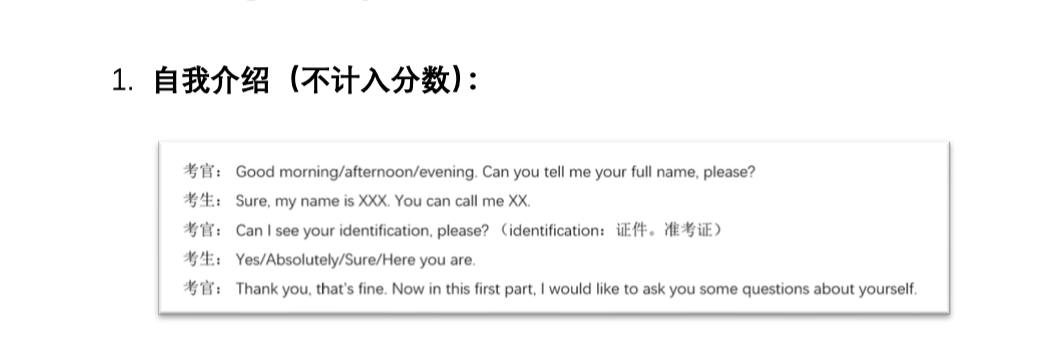 1. 自我介绍（不计入分数）：
考官： Good morning/afternoon/evening. Can you tell me your full name, please?
考生： Sure, my name is XXX. You can call me XX.
考官： Can I see your identification, please? （identification： 证件。准考证）
考生： Yes/Absolutely/Sure/Here you are.
考官： Thank you, that's fine. Now in this first part, I would like to ask you some questions about yourself.